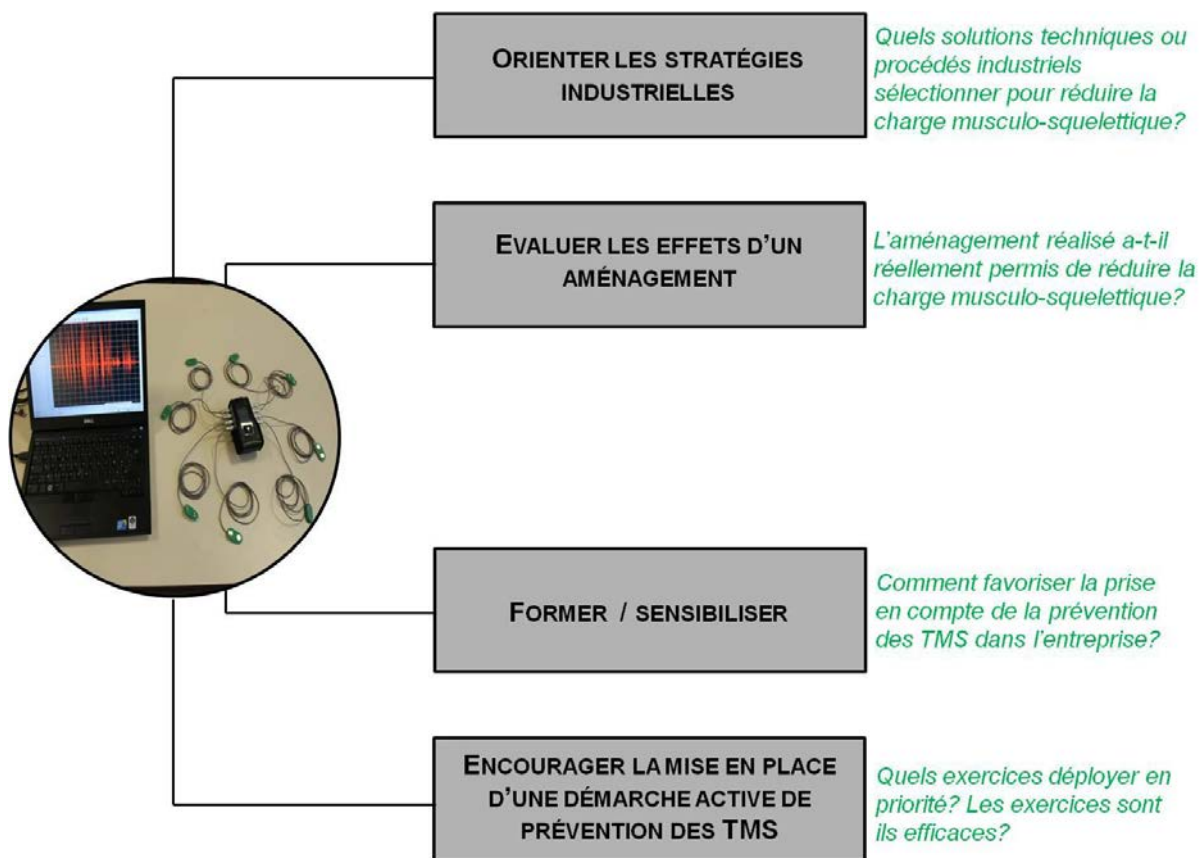 ORIENTER LES STRATÉGIES
INDUSTRIELLES
Quels solutions techniques ou
procédés industriels
sélectionner pour réduire la
charge musculo-squelettique?
EVALUER LES EFFETS D'UN
AMÉNAGEMENT
L'aménagement réalisé a-t-il
réellement permis de réduire la
charge musculo-squelettique?
FORMER / SENSIBILISER
Comment favoriser la prise
en compte de la prévention
des TMS dans l'entreprise?
ENCOURAGER LA MISE EN PLACE
D'UNE DÉMARCHE ACTIVE DE
PRÉVENTION DES TMS
Quels exercices déployer en
priorité? Les exercices sont
ils efficaces?